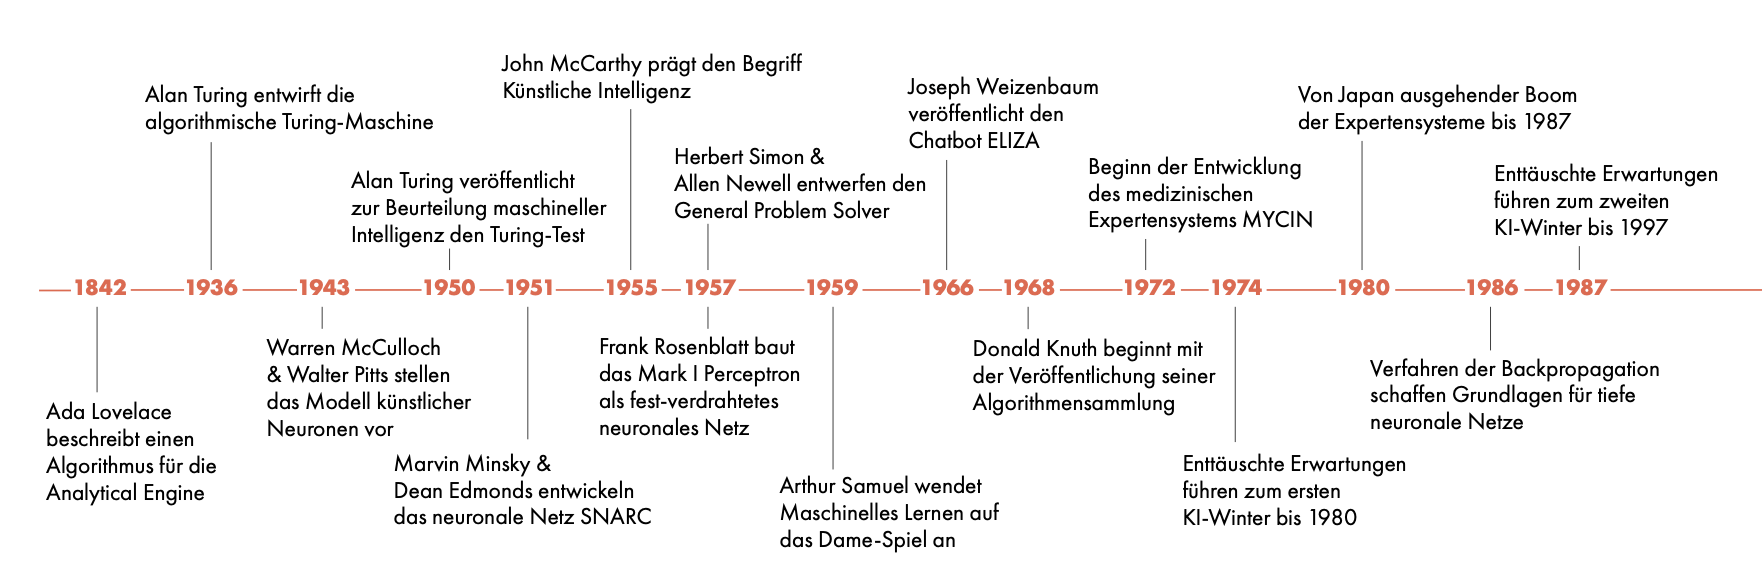 John McCarthy prägt den Begriff
Künstliche Intelligenz
Alan Turing entwirft die
algorithmische Turing-Maschine
Joseph Weizenbaum
veröffentlicht den
Chatbot ELIZA
Von Japan ausgehender Boom
der Expertensysteme bis 1987
Alan Turing veröffentlicht
zur Beurteilung maschineller
Intelligenz den Turing-Test
Herbert Simon &
Allen Newell entwerfen den
General Problem Solver
Beginn der Entwicklung
des medizinischen
Expertensystems MYCIN
Enttäuschte Erwartungen
führen zum zweiten
KI-Winter bis 1997
1842 1936 1943 1950 1951 1955 1957 1959 1966 1968 1972 1974 1980 1986 1987
Ada Lovelace
beschreibt einen
Algorithmus für die
Analytical Engine
Warren McCulloch
& Walter Pitts stellen
das Modell künstlicher
Neuronen vor
Marvin Minsky &
Dean Edmonds entwickeln
das neuronale Netz SNARC
Frank Rosenblatt baut
das Mark I Perceptron
als fest-verdrahtetes
neuronales Netz
Arthur Samuel wendet
Maschinelles Lernen auf
das Dame-Spiel an
Donald Knuth beginnt mit
der Veröffentlichung seiner
Algorithmensammlung
Enttäuschte Erwartungen
führen zum ersten
KI-Winter bis 1980
Verfahren der Backpropagation
schaffen Grundlagen für tiefe
neuronale Netze